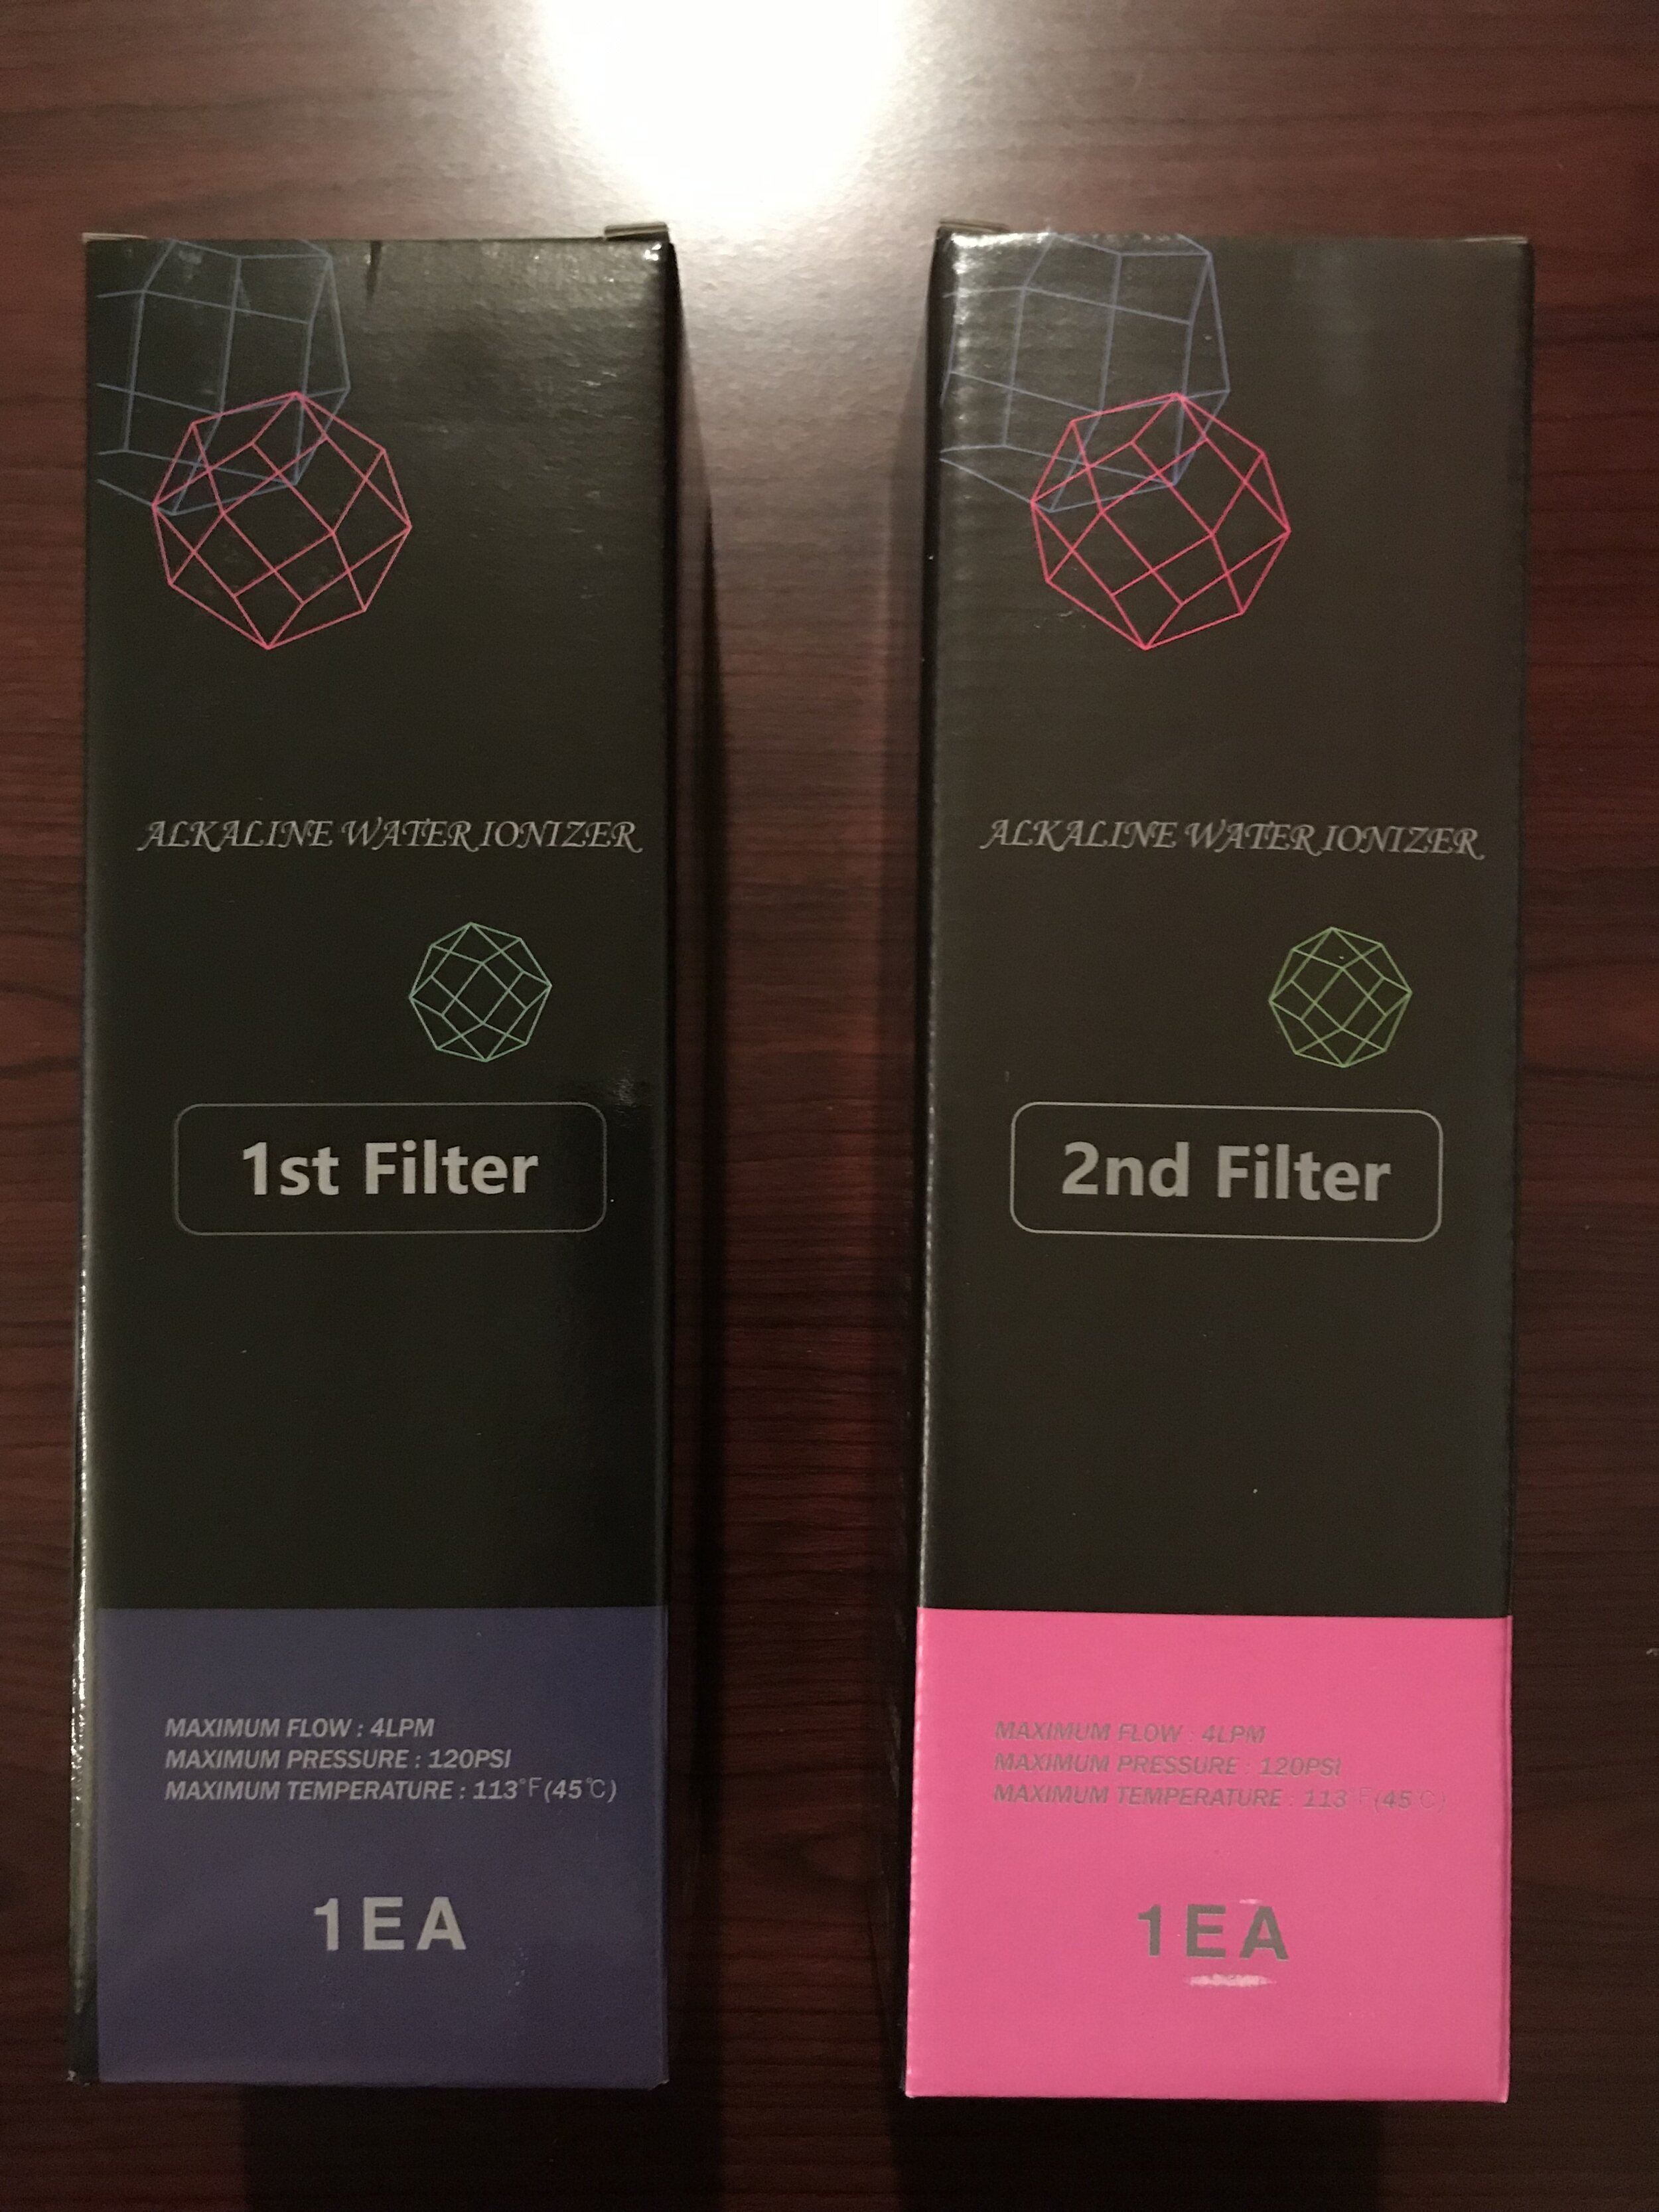 ALKALINE WATER IONIZER
1st Filter
MAXIMUM FLOW : 4LPM
MAXIMUM PRESSURE : 120PSI
MAXIMUM TEMPERATURE : 113°F(45℃)
1EA
ALKALINE WATER IONIZER
2nd Filter
MAXIMUM FLOW : 4LPM
MAXIMUM PRESSURE : 120PSI
MAXIMUM TEMPERATURE : 113°F(45℃)
1EA